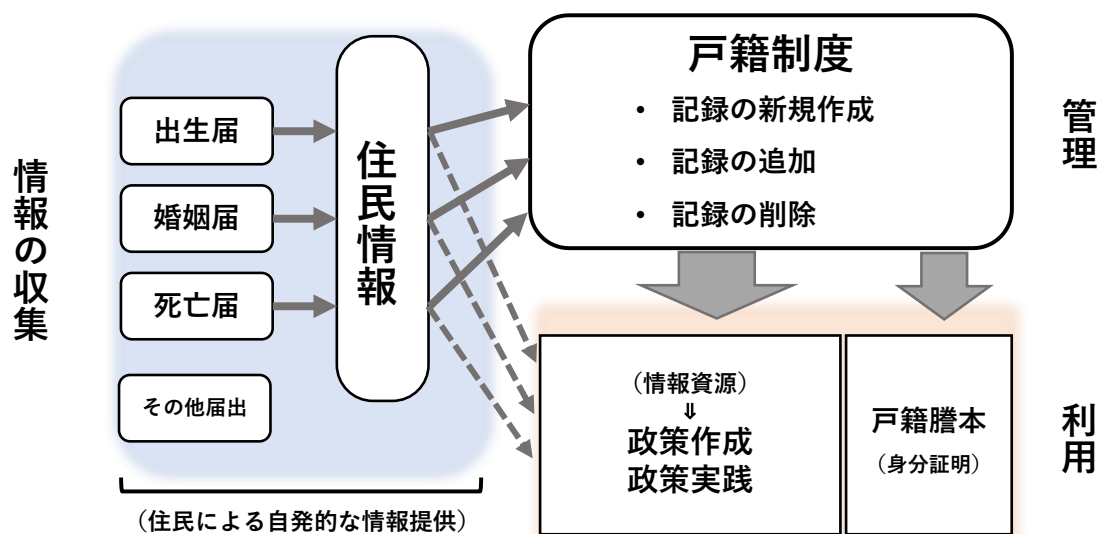 情報の収集
出生届
婚姻届
死亡届
その他届出
住民情報
(住民による自発的な情報提供)
戸籍制度
・ 記録の新規作成
・ 記録の追加
・ 記録の削除
管理
(情報資源)
⇓
政策作成
政策実践
戸籍謄本
(身分証明)
利用